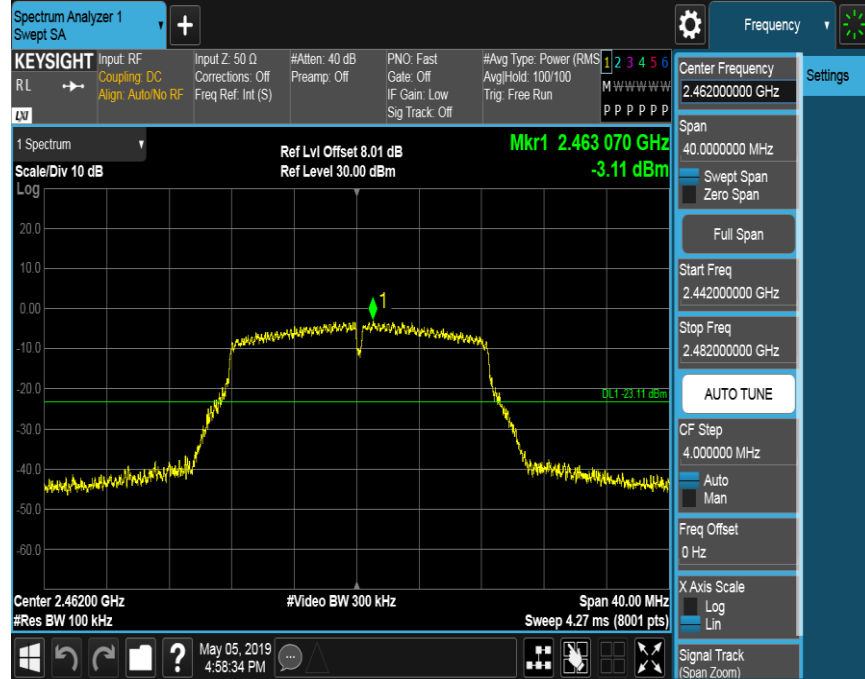 Spectrum Analyzer 1
Swept SA
+
Frequency
KEYSIGHT
RL
LXI
Input: RF
Coupling: DC
Align: Auto/No RF
Input Z: 50 Ω
Corrections: Off
Freq Ref: Int (S)
#Atten: 40 dB
Preamp: Off
PNO: Fast
Gate: Off
IF Gain: Low
Sig Track: Off
#Avg Type: Power (RMS
Avg|Hold: 100/100
Trig: Free Run
1 2 3 4 5 6
M W W W W W
P P P P P P
Center Frequency
2.462000000 GHz
Settings
1 Spectrum
Scale/Div 10 dB
Ref Lvl Offset 8.01 dB
Ref Level 30.00 dBm
Mkr1 2.463 070 GHz
-3.11 dBm
Span
40.0000000 MHz
Swept Span
Zero Span
Full Span
Start Freq
2.442000000 GHz
Stop Freq
2.482000000 GHz
AUTO TUNE
CF Step
4.000000 MHz
Auto
Man
Freq Offset
0 Hz
X Axis Scale
Log
Lin
Signal Track
(Span Zoom)
Log
20.0
10.0
0.00
-10.0
-20.0
-30.0
-40.0
-50.0
-60.0
1
DL1 -23.11 dBm
Center 2.46200 GHz
#Res BW 100 kHz
#Video BW 300 kHz
Span 40.00 MHz
Sweep 4.27 ms (8001 pts)
?
May 05, 2019
4:58:34 PM